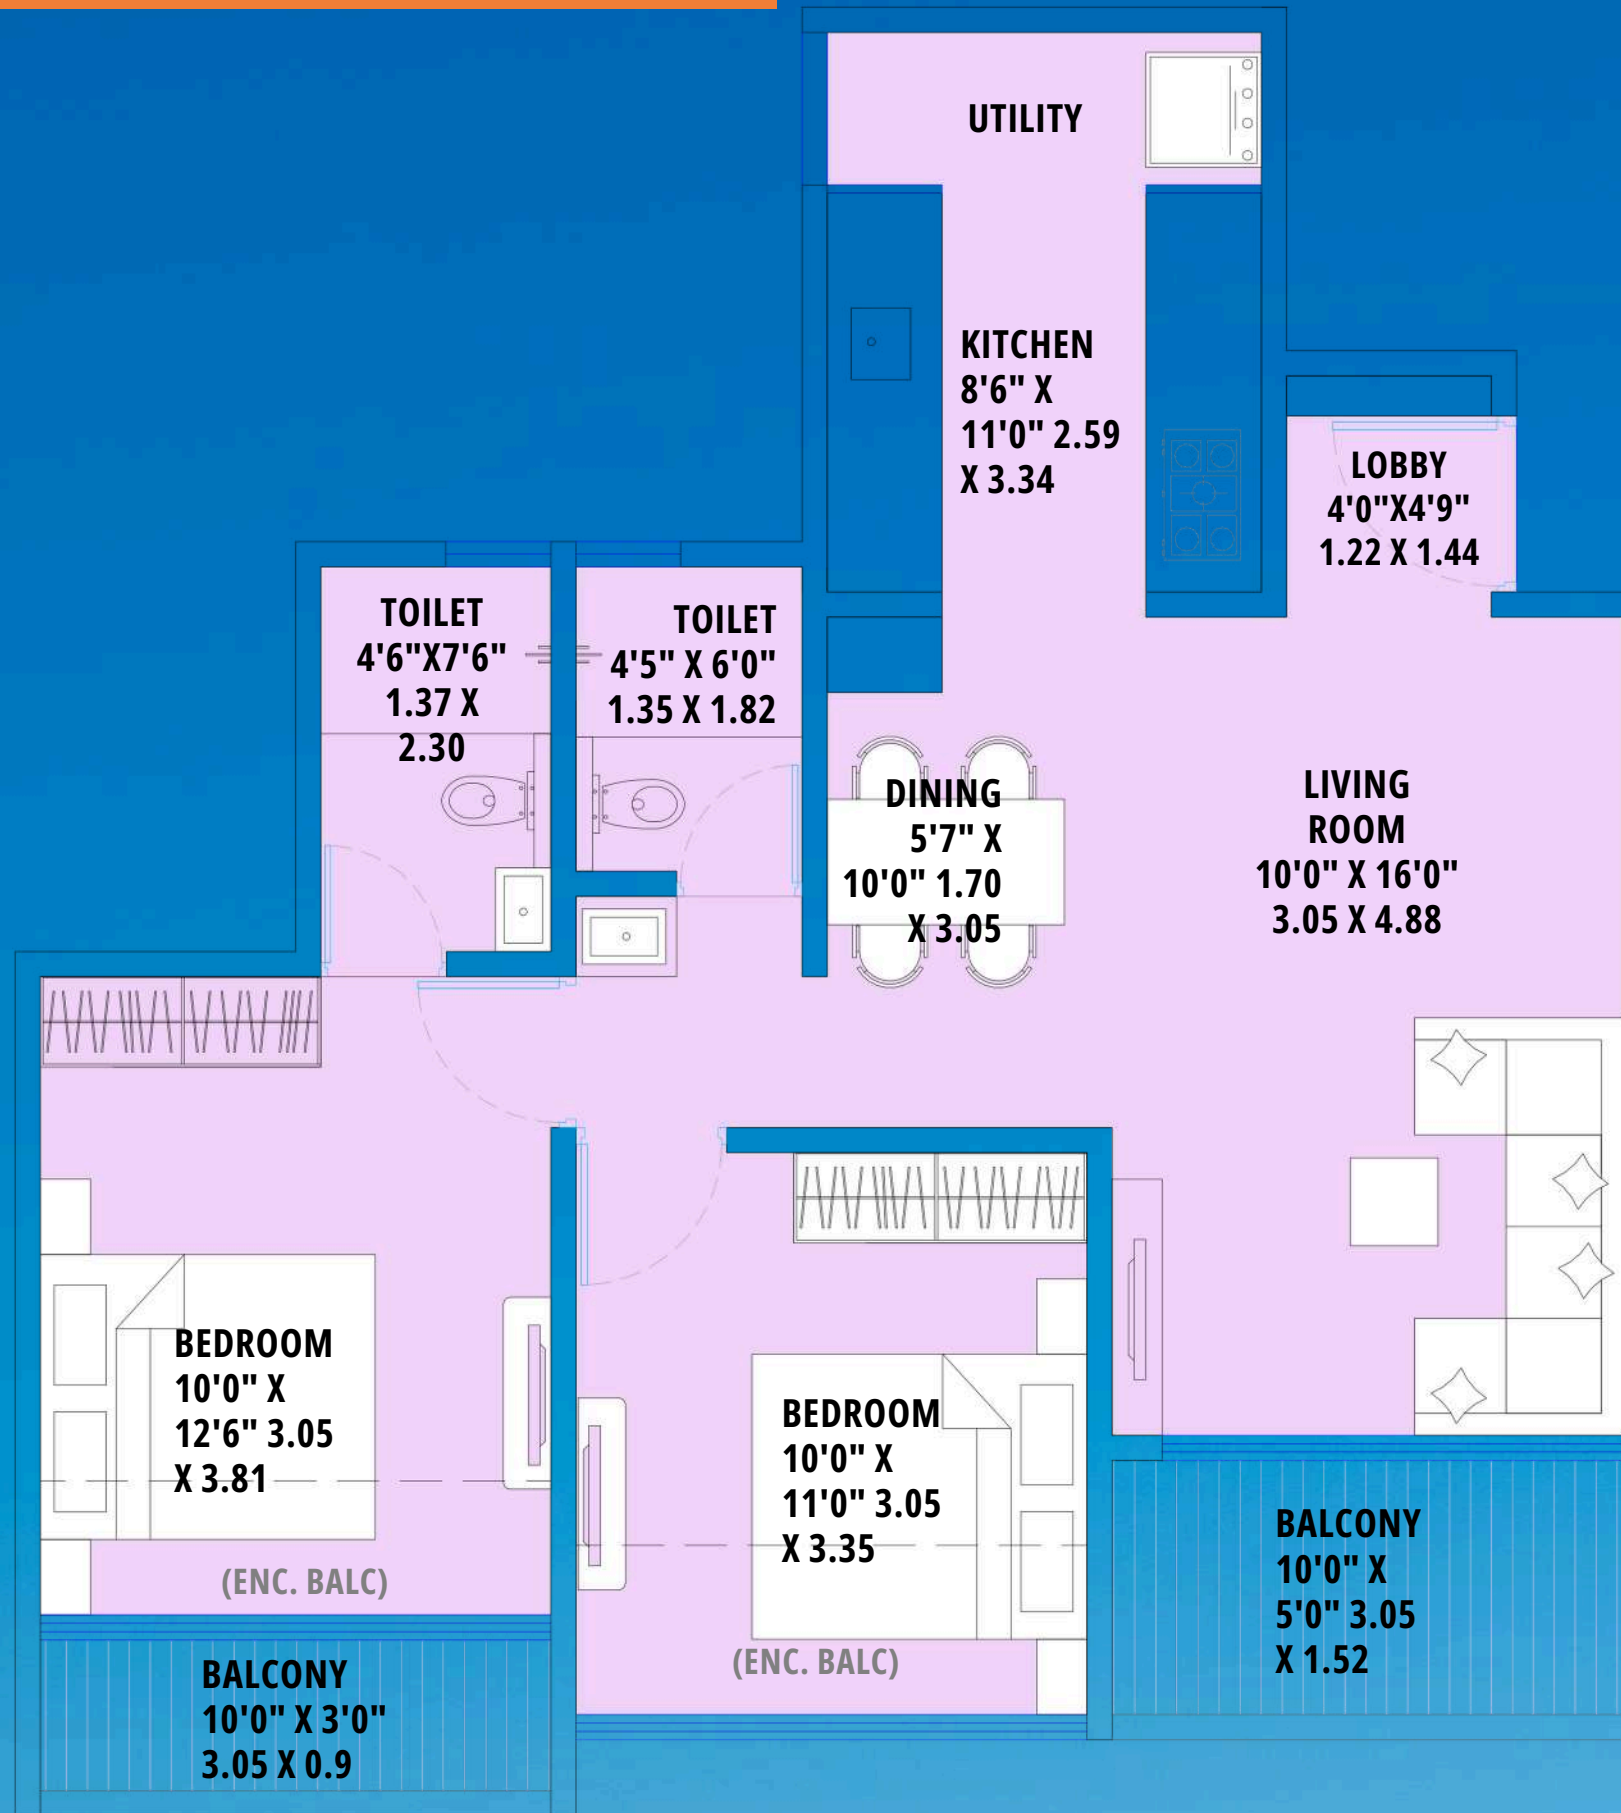 UTILITY
KITCHEN
8'6" X
11'0" 2.59
X 3.34
LOBBY
4'0"X4'9"
1.22 X 1.44
TOILET
4'6"X7'6"
1.37 X
2.30
TOILET
4'5" X 6'0"
1.35 X 1.82
DINING
5'7" X
10'0" 1.70
X 3.05
LIVING
ROOM
10'0" X 16'0"
3.05 X 4.88
BEDROOM
10'0" X
12'6" 3.05
X 3.81
(ENC. BALC)
BEDROOM
10'0" X
11'0" 3.05
X 3.35
(ENC. BALC)
BALCONY
10'0" X
5'0" 3.05
X 1.52
BALCONY
10'0" X 3'0"
3.05 X 0.9